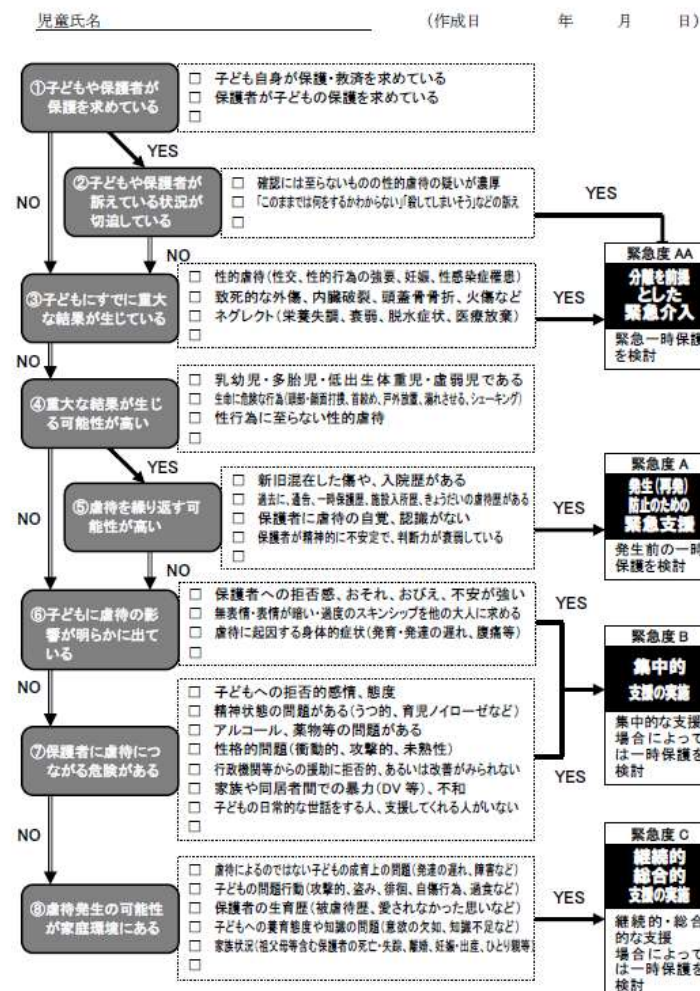 児童氏名 (作成日 年 月 日)
①子どもや保護者が
保護を求めている
□ 子ども自身が保護・救済を求めている
□ 保護者が子どもの保護を求めている
□
YES
NO
②子どもや保護者が
訴えている状況が
切迫している
□ 確認には至らないものの性的虐待の疑いが濃厚
□ 「このままでは何をするかわからない」「殺してしまいそう」などの訴え
□
YES
NO
緊急度 AA
分離を前提
とした
緊急介入
緊急一時保護
を検討
③子どもにすでに重大
な結果が生じている
□ 性的虐待(性交、性的行為の強要、妊娠、性感染症罹患)
□ 致死的な外傷、内臓破裂、頭蓋骨骨折、火傷など
□ ネグレクト(栄養失調、衰弱、脱水症状、医療放棄)
□
YES
NO
④重大な結果が生じ
る可能性が高い
□ 乳幼児・多胎児・低出生体重児・虚弱児である
□ 生命に危険な行為(頭部・顔面打撲、首絞め、戸外放置、溺れさせる、シェーキング)
□ 性行為に至らない性的虐待
□
YES
NO
⑤虐待を繰り返す可
能性が高い
□ 新旧混在した傷や、入院歴がある
□ 過去に、通告、一時保護歴、施設入所歴、きょうだいの虐待歴がある
□ 保護者に虐待の自覚、認識がない
□ 保護者が精神的に不安定で、判断力が衰弱している
□
YES
NO
緊急度 A
発生(再発)
防止のための
緊急支援
発生前の一時
保護を検討
⑥子どもに虐待の影
響が明らかに出て
いる
□ 保護者への拒否感、おそれ、おびえ、不安が強い
□ 無表情・表情が暗い・過度のスキンシップを他の大人に求める
□ 虐待に起因する身体的症状(発育・発達の遅れ、腹痛等)
□
YES
NO
緊急度 B
集中的
支援の実施
集中的な支援
場合によって
は一時保護を
検討
⑦保護者に虐待につ
ながる危険がある
□ 子どもへの拒否的感情、態度
□ 精神状態の問題がある(うつ的、育児ノイローゼなど)
□ アルコール、薬物等の問題がある
□ 性格的問題(衝動的、攻撃的、未熟性)
□ 行政機関等からの援助に拒否的、あるいは改善がみられない
□ 家族や同居者間での暴力(DV 等)、不和
□ 子どもの日常的な世話をする人、支援してくれる人がいない
□
YES
NO
⑧虐待発生の可能性
が家庭環境にある
□ 虐待によるのではない子どもの成育上の問題(発達の遅れ、障害など)
□ 子どもの問題行動(攻撃的、盗み、徘徊、自傷行為、過食など)
□ 保護者の生育歴(被虐待歴、愛されなかった思いなど)
□ 子どもへの養育態度や知識の問題(意欲の欠如、知識不足など)
□ 家族状況(祖父母等含む保護者の死亡・失踪、離婚、妊娠・出産、ひとり親等)
□
YES
緊急度 C
継続的
総合的
支援の実施
継続的・総合
的な支援
場合によって
は一時保護を
検討